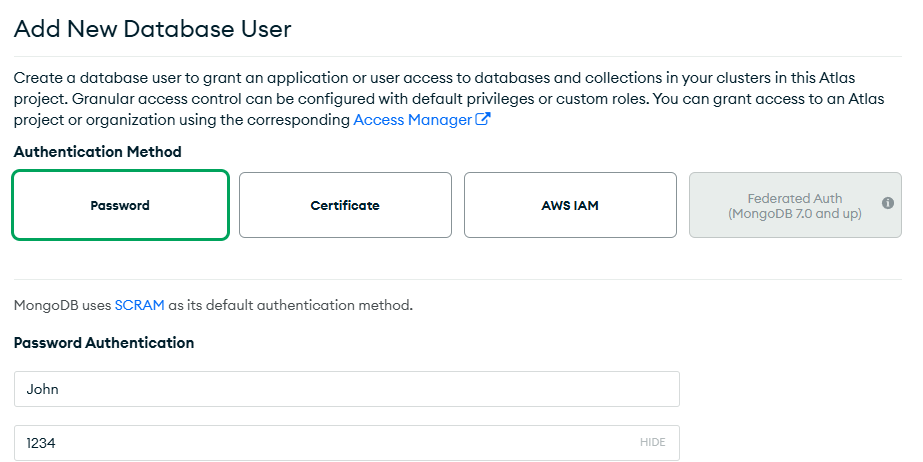 Add New Database User
Create a database user to grant an application or user access to databases and collections in your clusters in this Atlas
project. Granular access control can be configured with default privileges or custom roles. You can grant access to an Atlas
project or organization using the corresponding Access Manager
Authentication Method
Password
Certificate
AWS IAM
Federated Auth
(MongoDB 7.0 and up)
MongoDB uses SCRAM as its default authentication method.
Password Authentication
John
1234 HIDE